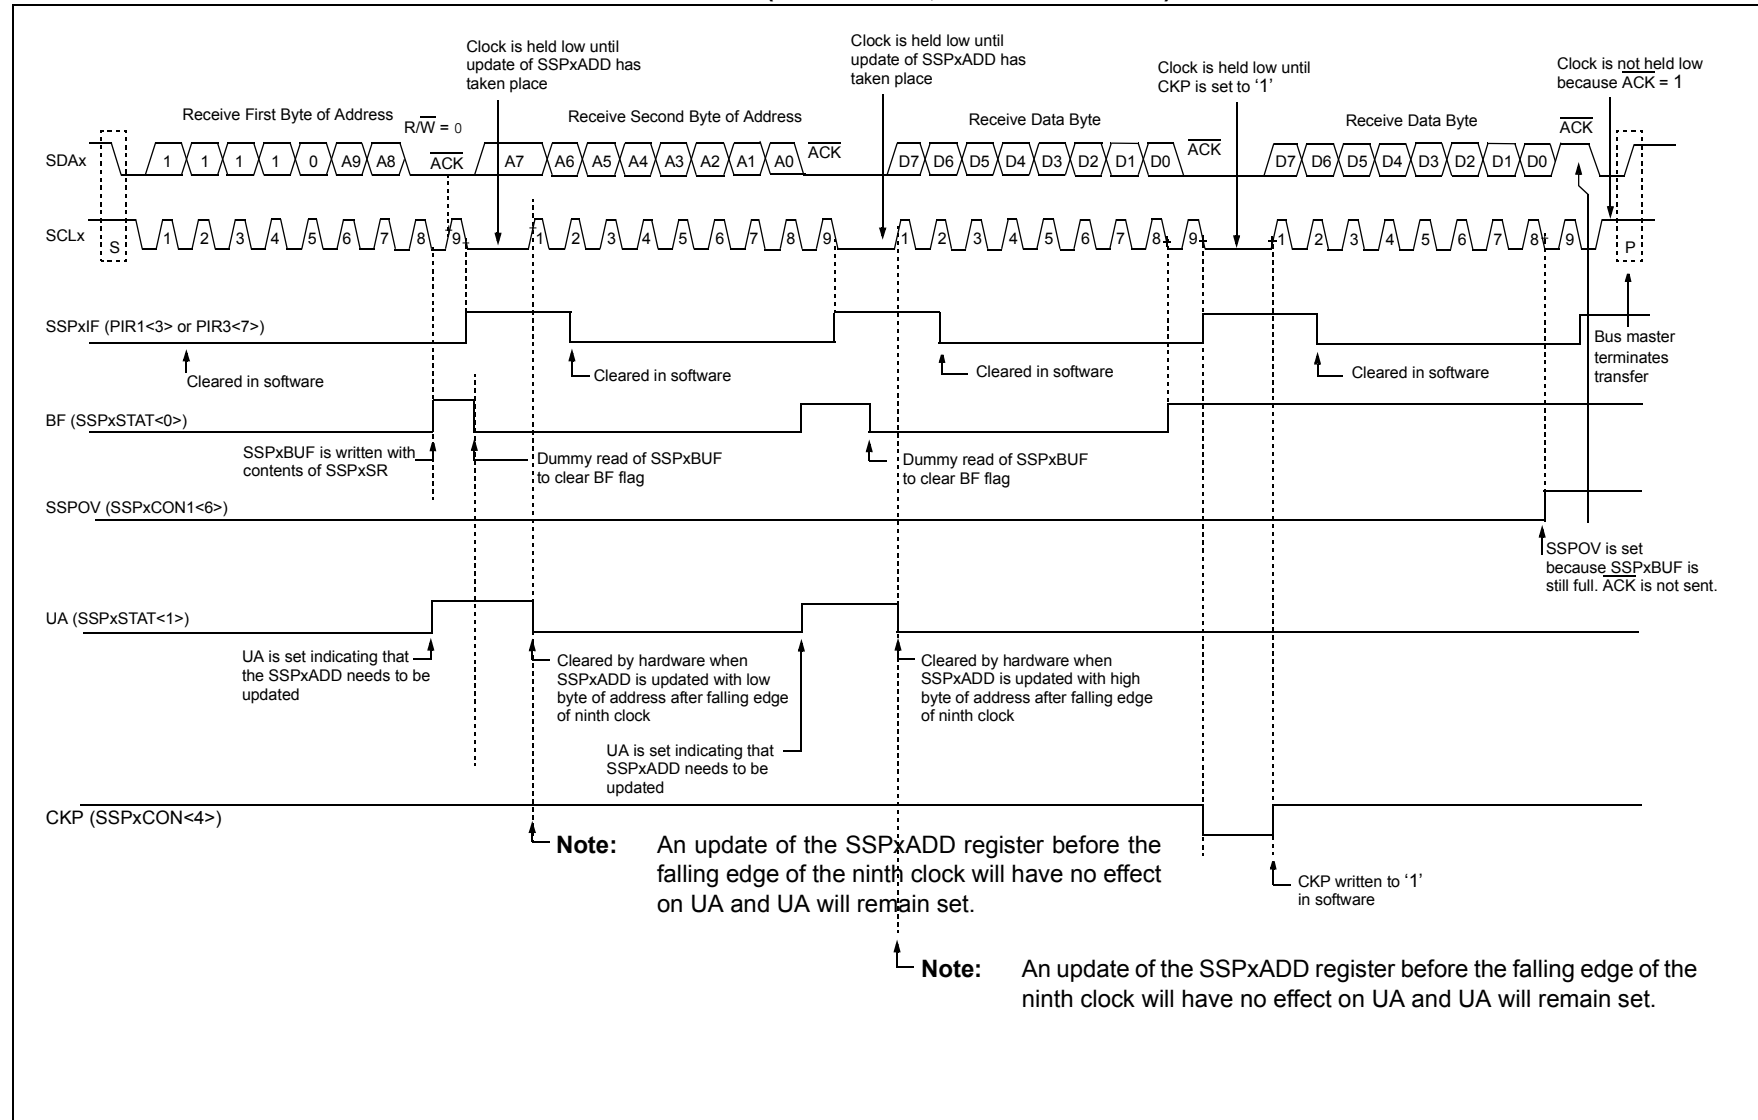 Clock is held low until
update of SSPxADD has
taken place
Clock is held low until
update of SSPxADD has
taken place
Clock is held low until
CKP is set to ‘1’
Clock is not held low
because ACK = 1
Receive First Byte of Address
R/W = 0
Receive Second Byte of Address
Receive Data Byte
Receive Data Byte
ACK
SDAx
1 1 1 1 0 A9 A8 ACK A7 A6 A5 A4 A3 A2 A1 A0 ACK D7 D6 D5 D4 D3 D2 D1 D0 ACK D7 D6 D5 D4 D3 D2 D1 D0
SCLx
S 1 2 3 4 5 6 7 8 9 1 2 3 4 5 6 7 8 9 1 2 3 4 5 6 7 8 9 1 2 3 4 5 6 7 8 9 P
SSPxIF (PIR1<3> or PIR3<7>)
Cleared in software
Cleared in software
Cleared in software
Cleared in software
Bus master
terminates
transfer
BF (SSPxSTAT<0>)
SSPxBUF is written with
contents of SSPxSR
Dummy read of SSPxBUF
to clear BF flag
Dummy read of SSPxBUF
to clear BF flag
SSPOV (SSPxCON1<6>)
SSPOV is set
because SSPxBUF is
still full. ACK is not sent.
UA (SSPxSTAT<1>)
UA is set indicating that
the SSPxADD needs to be
updated
Cleared by hardware when
SSPxADD is updated with low
byte of address after falling edge
of ninth clock
Cleared by hardware when
SSPxADD is updated with high
byte of address after falling edge
of ninth clock
UA is set indicating that
SSPxADD needs to be
updated
CKP (SSPxCON<4>)
Note: An update of the SSPxADD register before the
falling edge of the ninth clock will have no effect
on UA and UA will remain set.
CKP written to ‘1’
in software
Note: An update of the SSPxADD register before the falling edge of the
ninth clock will have no effect on UA and UA will remain set.